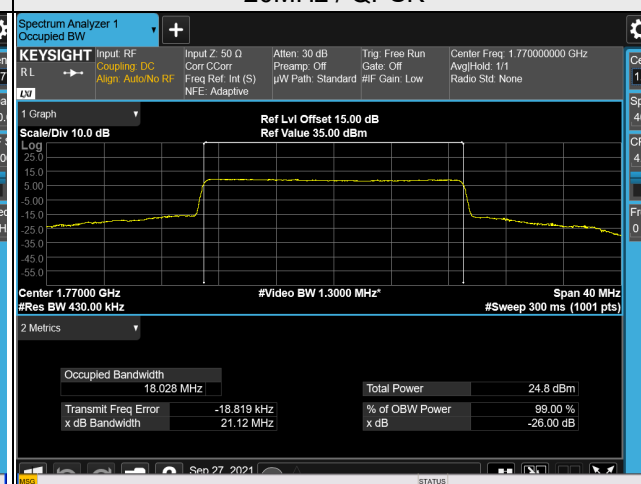 Spectrum Analyzer 1
Occupied BW
KEYSIGHT
RL
LXI
Input: RF
Coupling: DC
Align: Auto/No RF
Input Z: 50 Ω
Corr CCorr
Freq Ref: Int (S)
NFE: Adaptive
Atten: 30 dB
Preamp: Off
µW Path: Standard
Trig: Free Run
Gate: Off
#IF Gain: Low
Center Freq: 1.770000000 GHz
Avg|Hold: 1/1
Radio Std: None
1 Graph
Scale/Div 10.0 dB
Ref Lvl Offset 15.00 dB
Ref Value 35.00 dBm
Log
25.0
15.0
5.00
-5.00
-15.0
-25.0
-35.0
-45.0
-55.0
Center 1.77000 GHz
#Video BW 1.3000 MHz*
Span 40 MHz
#Res BW 430.00 kHz
#Sweep 300 ms (1001 pts)
2 Metrics
Occupied Bandwidth
18.028 MHz
Total Power 24.8 dBm
Transmit Freq Error -18.819 kHz
% of OBW Power 99.00 %
x dB Bandwidth 21.12 MHz
x dB -26.00 dB
Sep 27, 2021
MSG
STATUS